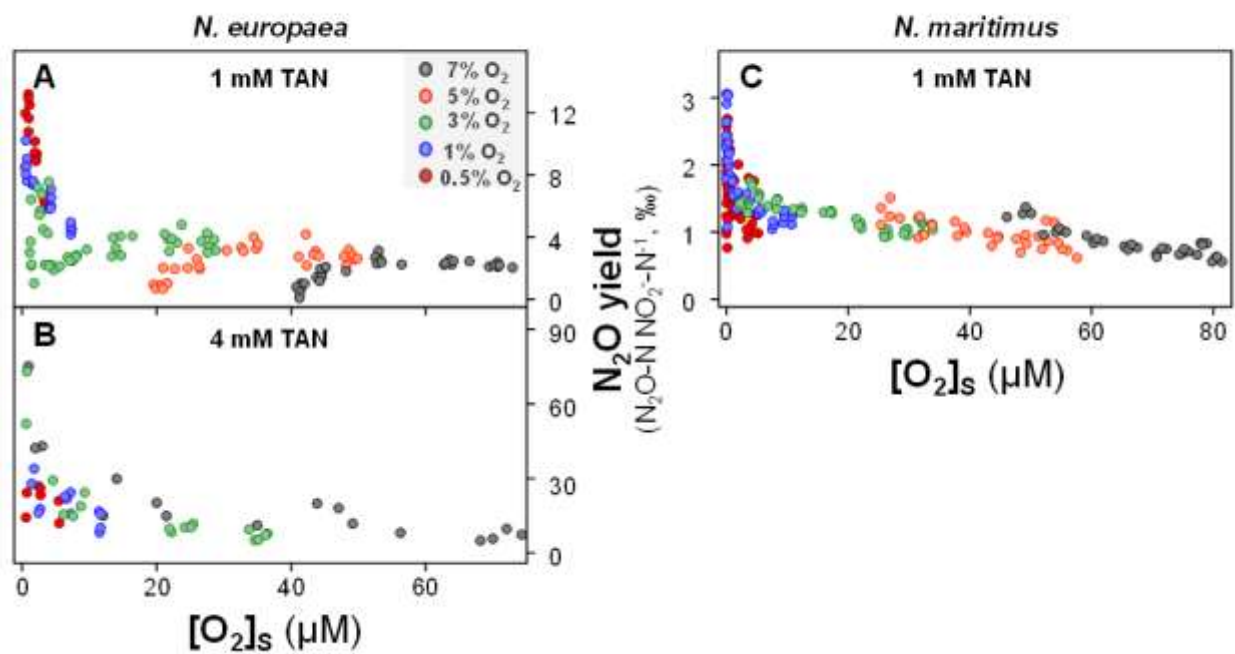 N. europaea
N. maritimus
A
1 mM TAN
7% O₂
5% O₂
3% O₂
1% O₂
0.5% O₂
12
8
4
0
B
4 mM TAN
90
60
30
0
0 20 40 60
[O₂]s (µM)
N₂O yield
(N₂O-N NO₂⁻-N⁻¹, ‰)
C
1 mM TAN
3
2
1
0
0 20 40 60 80
[O₂]s (µM)